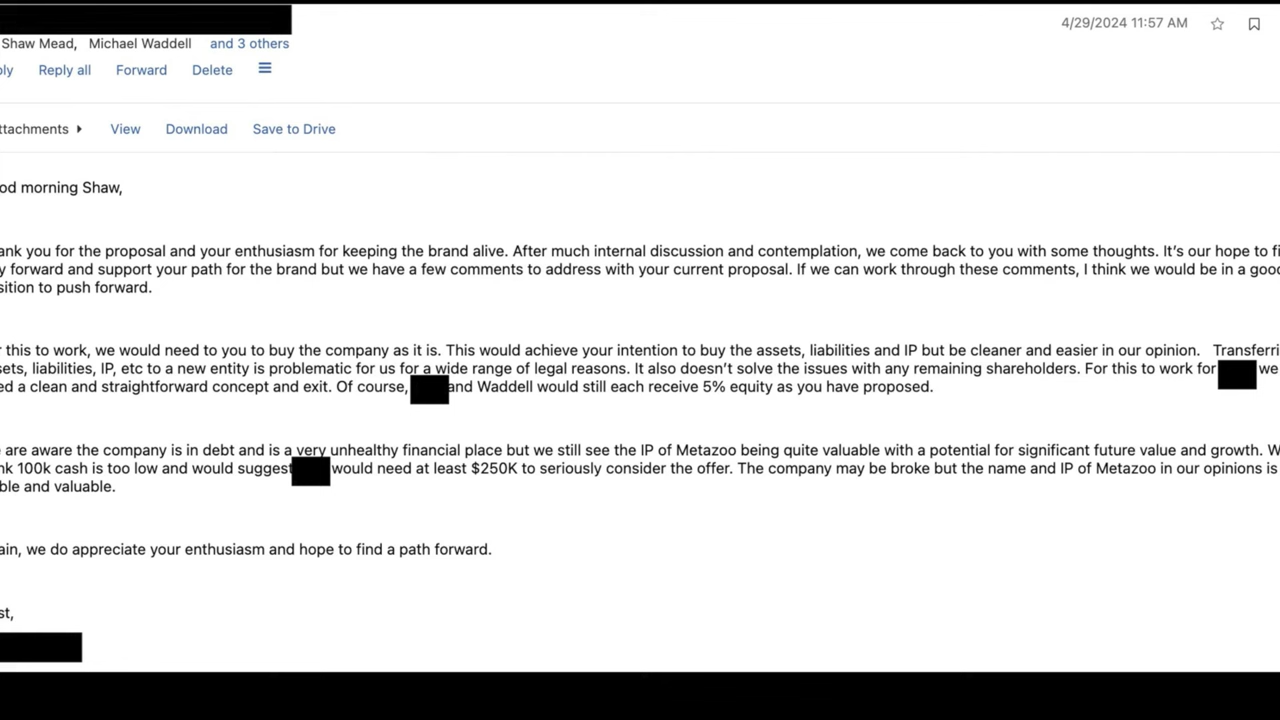 4/29/2024 11:57 AM
Shaw Mead, Michael Waddell and 3 others
Reply all Forward Delete
View Download Save to Drive
morning Shaw,
you for the proposal and your enthusiasm for keeping the brand alive. After much internal discussion and contemplation, we come back to you with some thoughts. It’s our hope to
forward and support your path for the brand but we have a few comments to address with your current proposal. If we can work through these comments, I think we would be in a good
to push forward.
this to work, we would need to you to buy the company as it is. This would achieve your intention to buy the assets, liabilities and IP but be cleaner and easier in our opinion.
liabilities, IP, etc to a new entity is problematic for us for a wide range of legal reasons. It also doesn’t solve the issues with any remaining shareholders. For this to work for we
a clean and straightforward concept and exit. Of course, and Waddell would still each receive 5% equity as you have proposed.
are aware the company is in debt and is a very unhealthy financial place but we still see the IP of Metazoo being quite valuable with a potential for significant future value and growth.
100k cash is too low and would suggest would need at least $250K to seriously consider the offer. The company may be broke but the name and IP of Metazoo in our opinions is
and valuable.
we do appreciate your enthusiasm and hope to find a path forward.